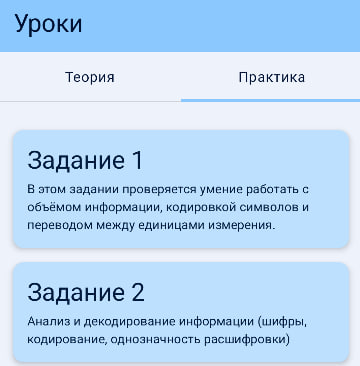 Уроки
Теория
Практика
Задание 1
В этом задании проверяется умение работать с
объёмом информации, кодировкой символов и
переводом между единицами измерения.
Задание 2
Анализ и декодирование информации (шифры,
кодирование, однозначность расшифровки)